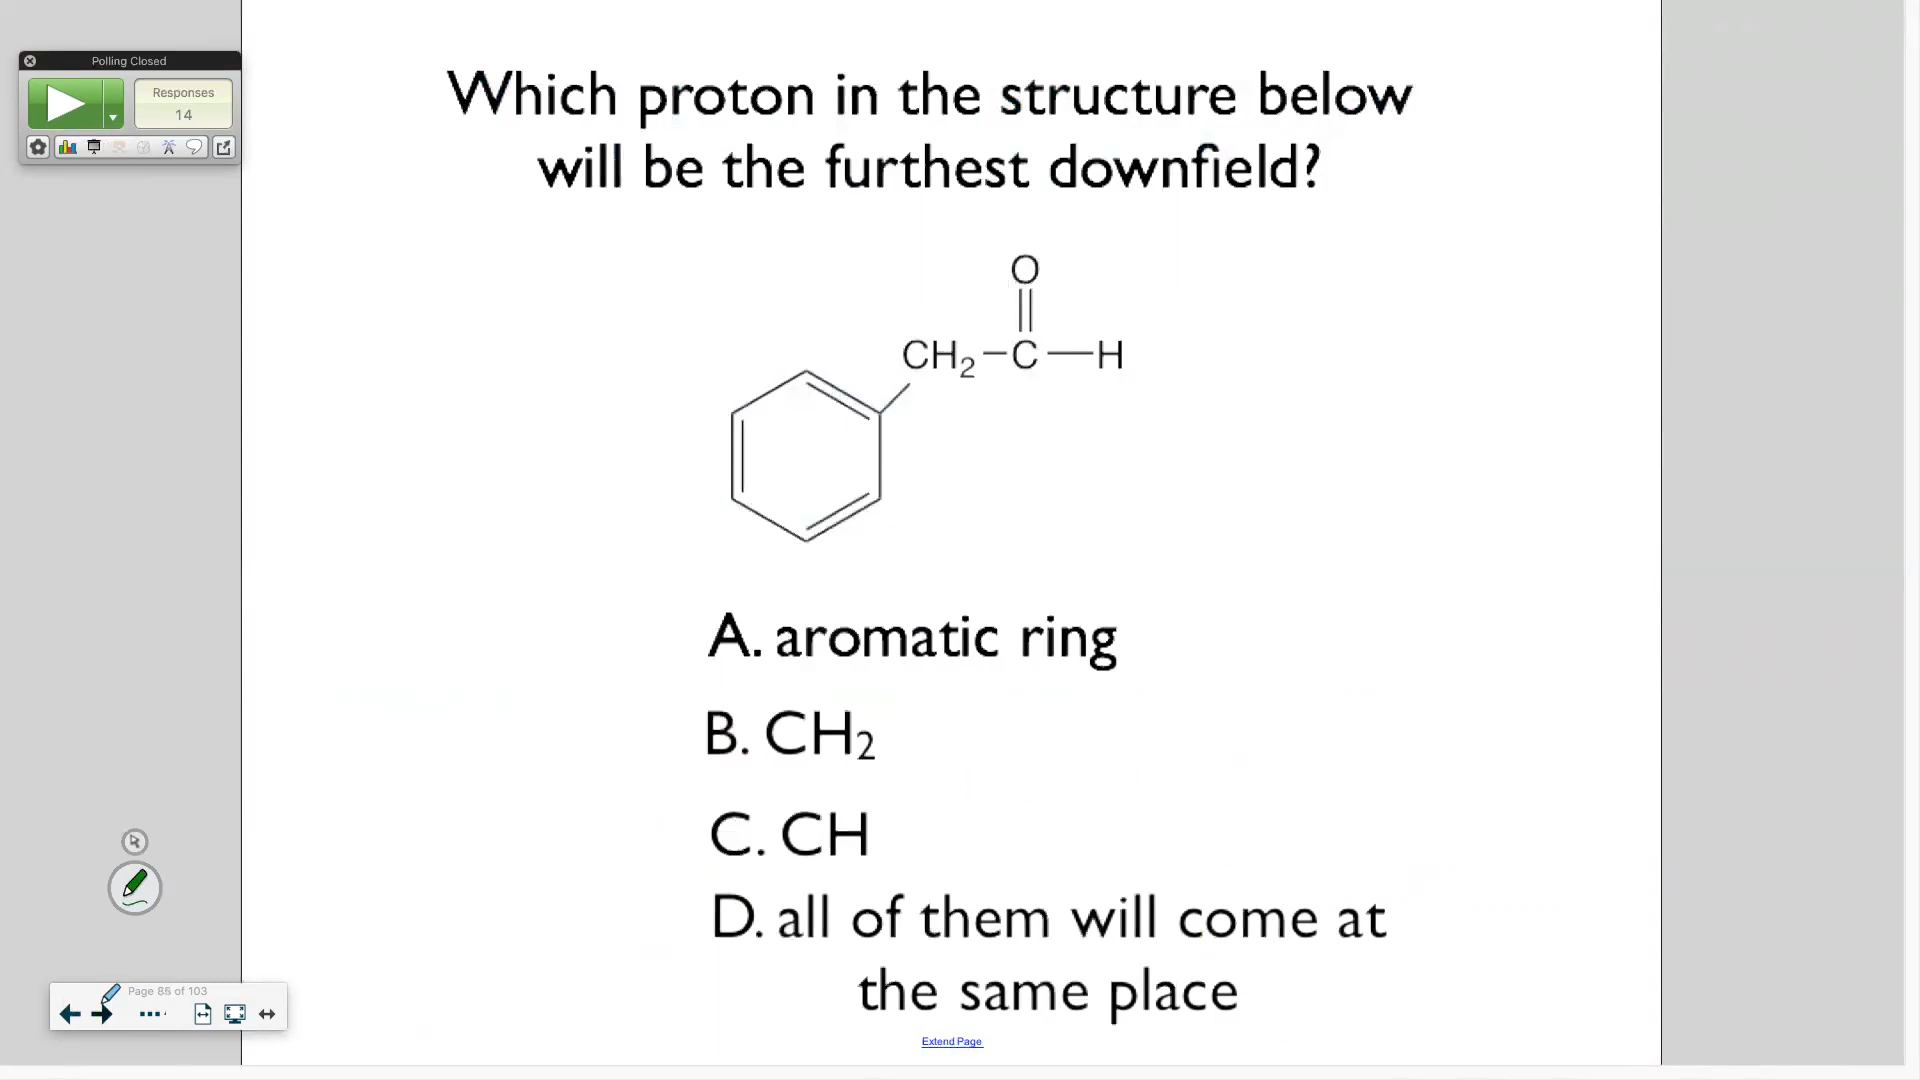 Polling Closed
Responses
14
Which proton in the structure below
will be the furthest downfield?
O
CH2-C-H
A. aromatic ring
B. CH2
C. CH
D. all of them will come at
the same place
Page 85 of 103
Extend Page